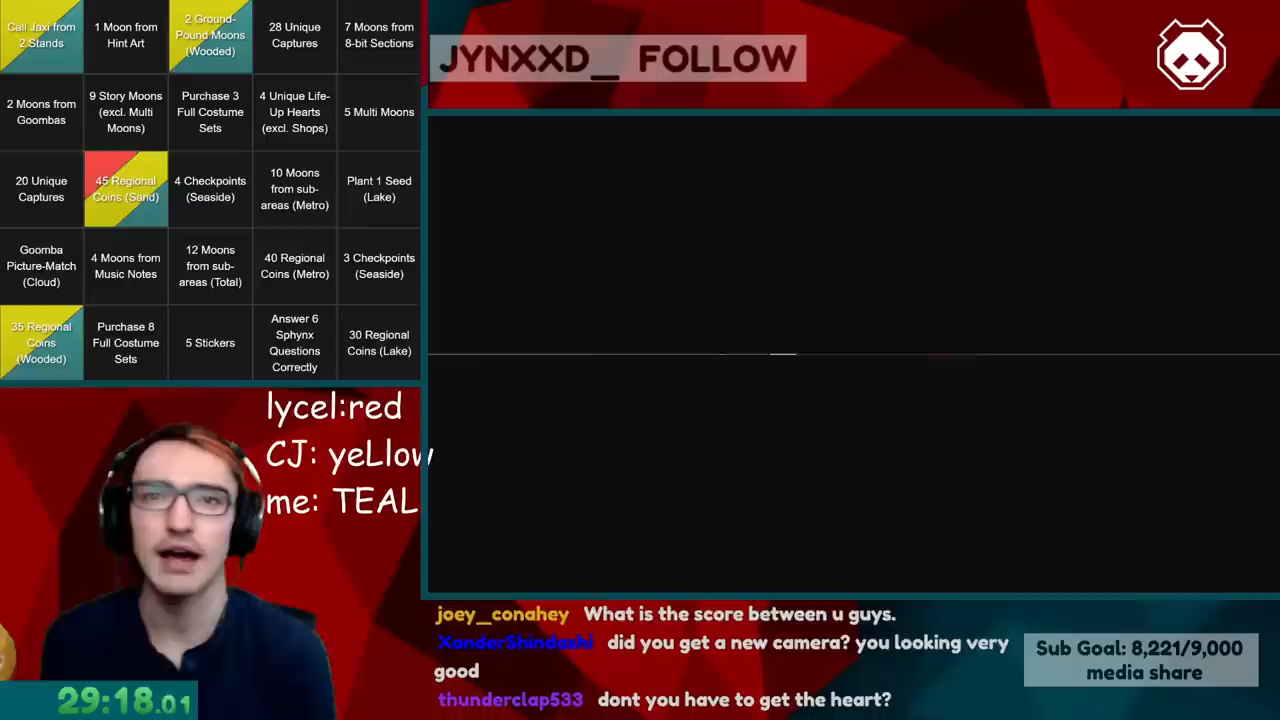 Call Jaxi from
2 Stands
1 Moon from
Hint Art
2 Ground-
Pound Moons
(Wooded)
28 Unique
Captures
7 Moons from
8-bit Sections
2 Moons from
Goombas
9 Story Moons
(excl. Multi
Moons)
Purchase 3
Full Costume
Sets
4 Unique Life-
Up Hearts
(excl. Shops)
5 Multi Moons
20 Unique
Captures
45 Regional
Coins (Sand)
4 Checkpoints
(Seaside)
10 Moons
from sub-
areas (Metro)
Plant 1 Seed
(Lake)
Goomba
Picture-Match
(Cloud)
4 Moons from
Music Notes
12 Moons
from sub-
areas (Total)
40 Regional
Coins (Metro)
3 Checkpoints
(Seaside)
35 Regional
Coins
(Wooded)
Purchase 8
Full Costume
Sets
5 Stickers
Answer 6
Sphynx
Questions
Correctly
30 Regional
Coins (Lake)
JYNXXD_ FOLLOW
lycel:red
CJ: yeLlow
me: TEAL
29:18.01
joey_conahey What is the score between u guys.
XanderShindashi did you get a new camera? you looking very
good
thunderclap533 dont you have to get the heart?
Sub Goal: 8,221/9,000
media share